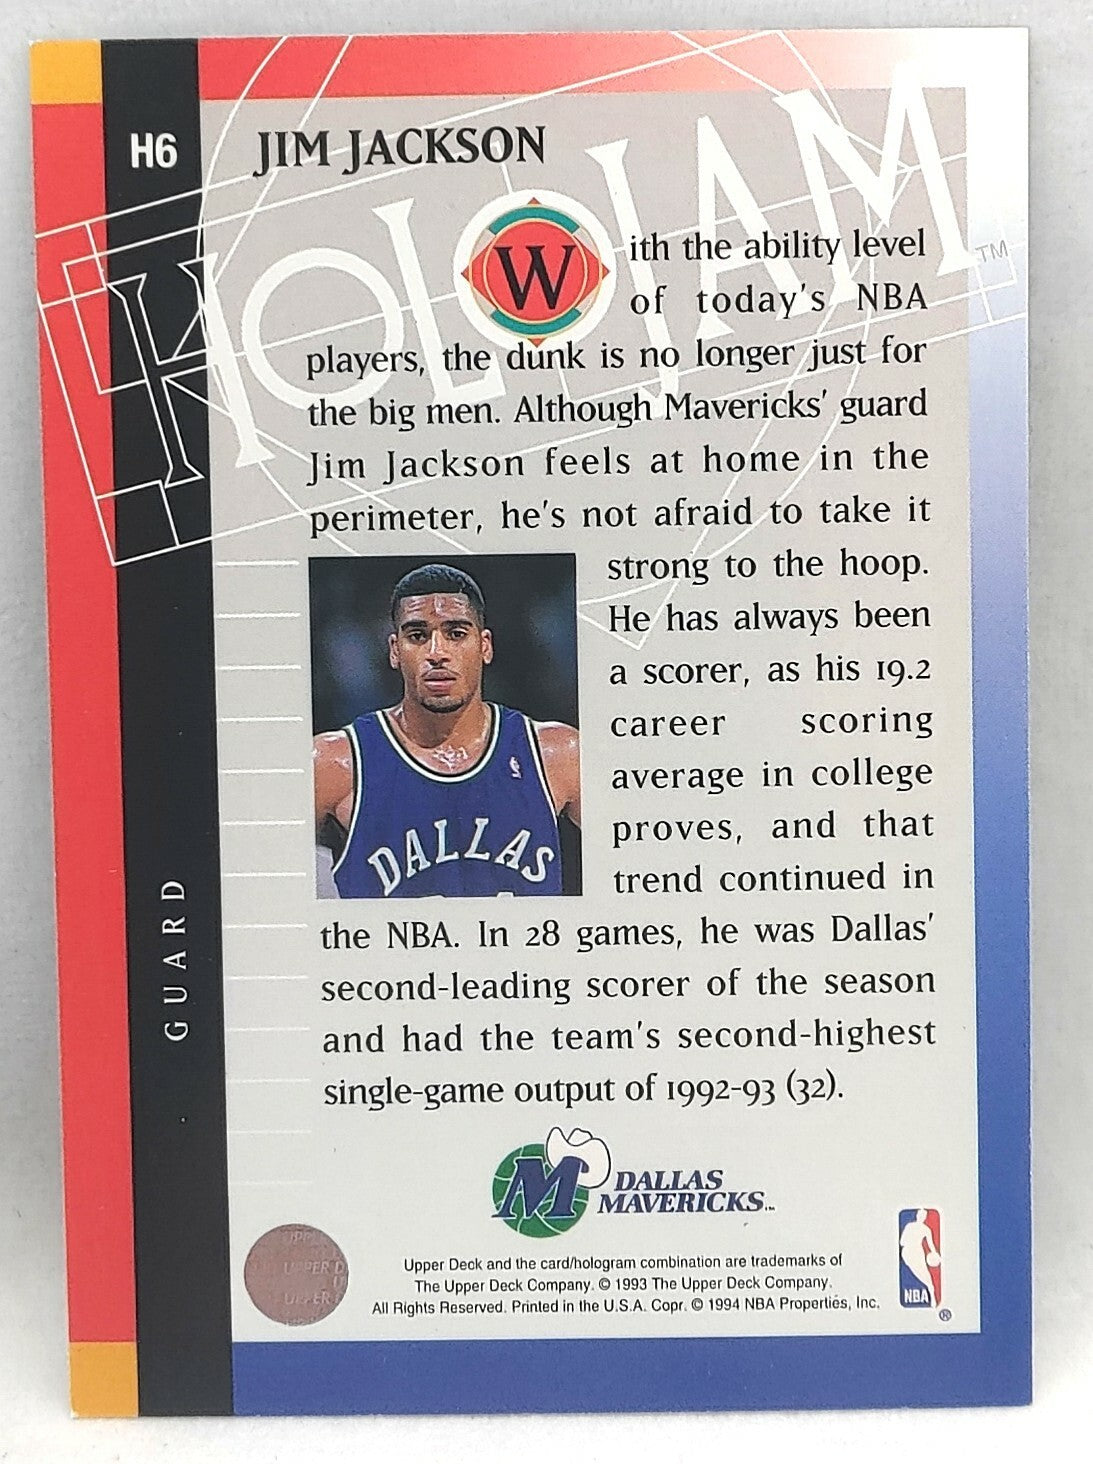 H6
JIM JACKSON
HOLOJAM™
With the ability level
of today's NBA
players, the dunk is no longer just for
the big men. Although Mavericks' guard
Jim Jackson feels at home in the
perimeter, he's not afraid to take it
strong to the hoop.
He has always been
a scorer, as his 19.2
career scoring
average in college
proves, and that
trend continued in
the NBA. In 28 games, he was Dallas'
second-leading scorer of the season
and had the team's second-highest
single-game output of 1992-93 (32).
DALLAS
GUARD
M DALLAS
MAVERICKS™
UPPER D
Upper Deck and the card/hologram combination are trademarks of
The Upper Deck Company. © 1993 The Upper Deck Company.
All Rights Reserved. Printed in the U.S.A. Copr. © 1994 NBA Properties, Inc.
NBA
®